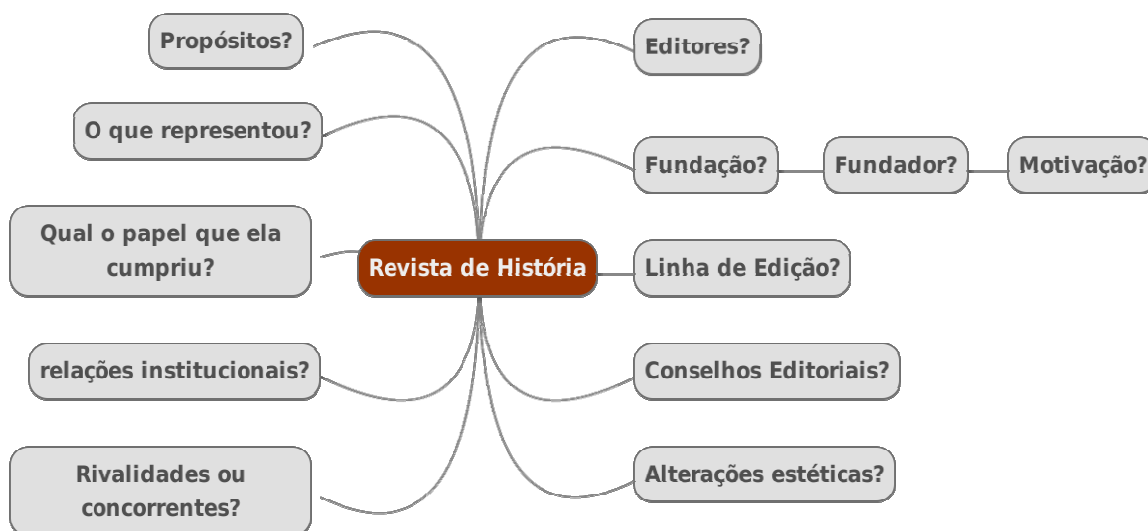 Propósitos?
O que representou?
Qual o papel que ela
cumpriu?
relações institucionais?
Rivalidades ou
concorrentes?
Revista de História
Editores?
Fundação?
Fundador?
Motivação?
Linha de Edição?
Conselhos Editoriais?
Alterações estéticas?